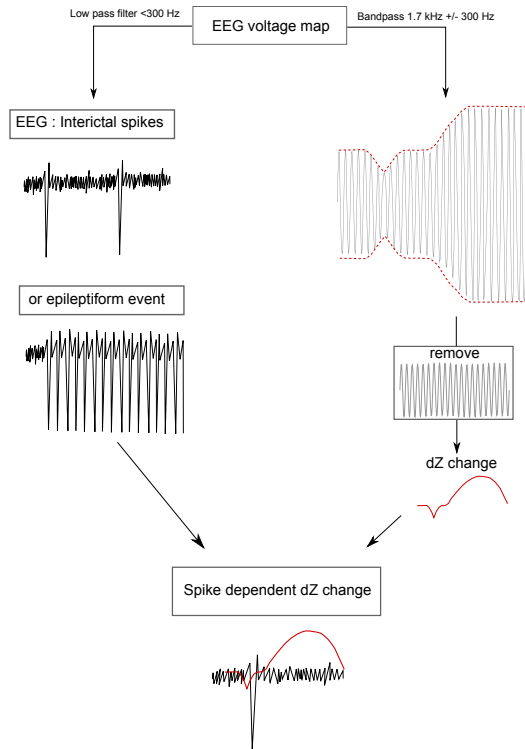 Low pass filter <300 Hz
EEG voltage map
Bandpass 1.7 kHz +/- 300 Hz
EEG : Interictal spikes
or epileptiform event
remove
dZ change
Spike dependent dZ change